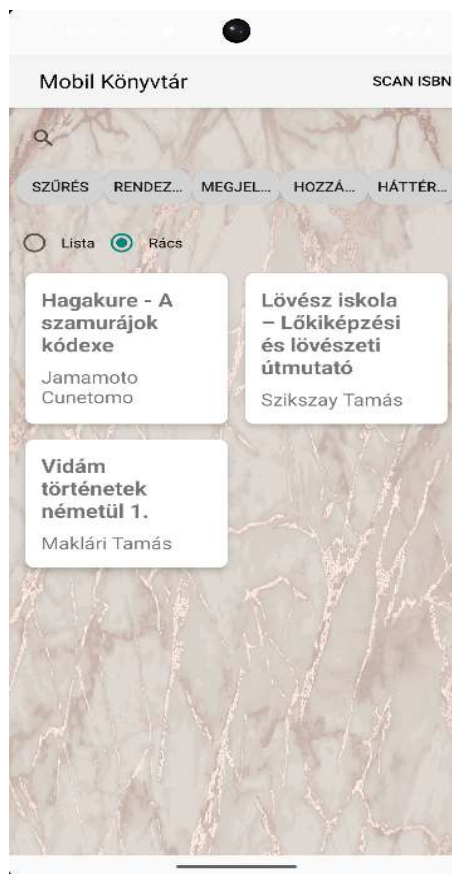 Mobil Könyvtár
SCAN ISBN
SZŰRÉS
RENDEZ...
MEGJEL...
HOZZÁ...
HÁTTÉR...
Lista
Rács
Hagakure - A
szamurájok
kódexe
Jamamoto
Cunetomo
Lövész iskola
– Lőkiképzési
és lövészeti
útmutató
Szikszay Tamás
Vidám
történetek
németül 1.
Maklári Tamás